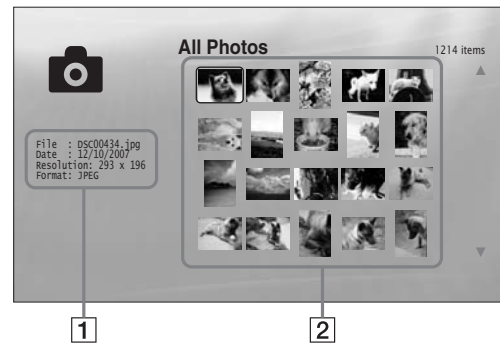 All Photos
1214 items
File : DSC00434.jpg
Date : 12/10/2007
Resolution: 293 x 196
Format: JPEG
1
2